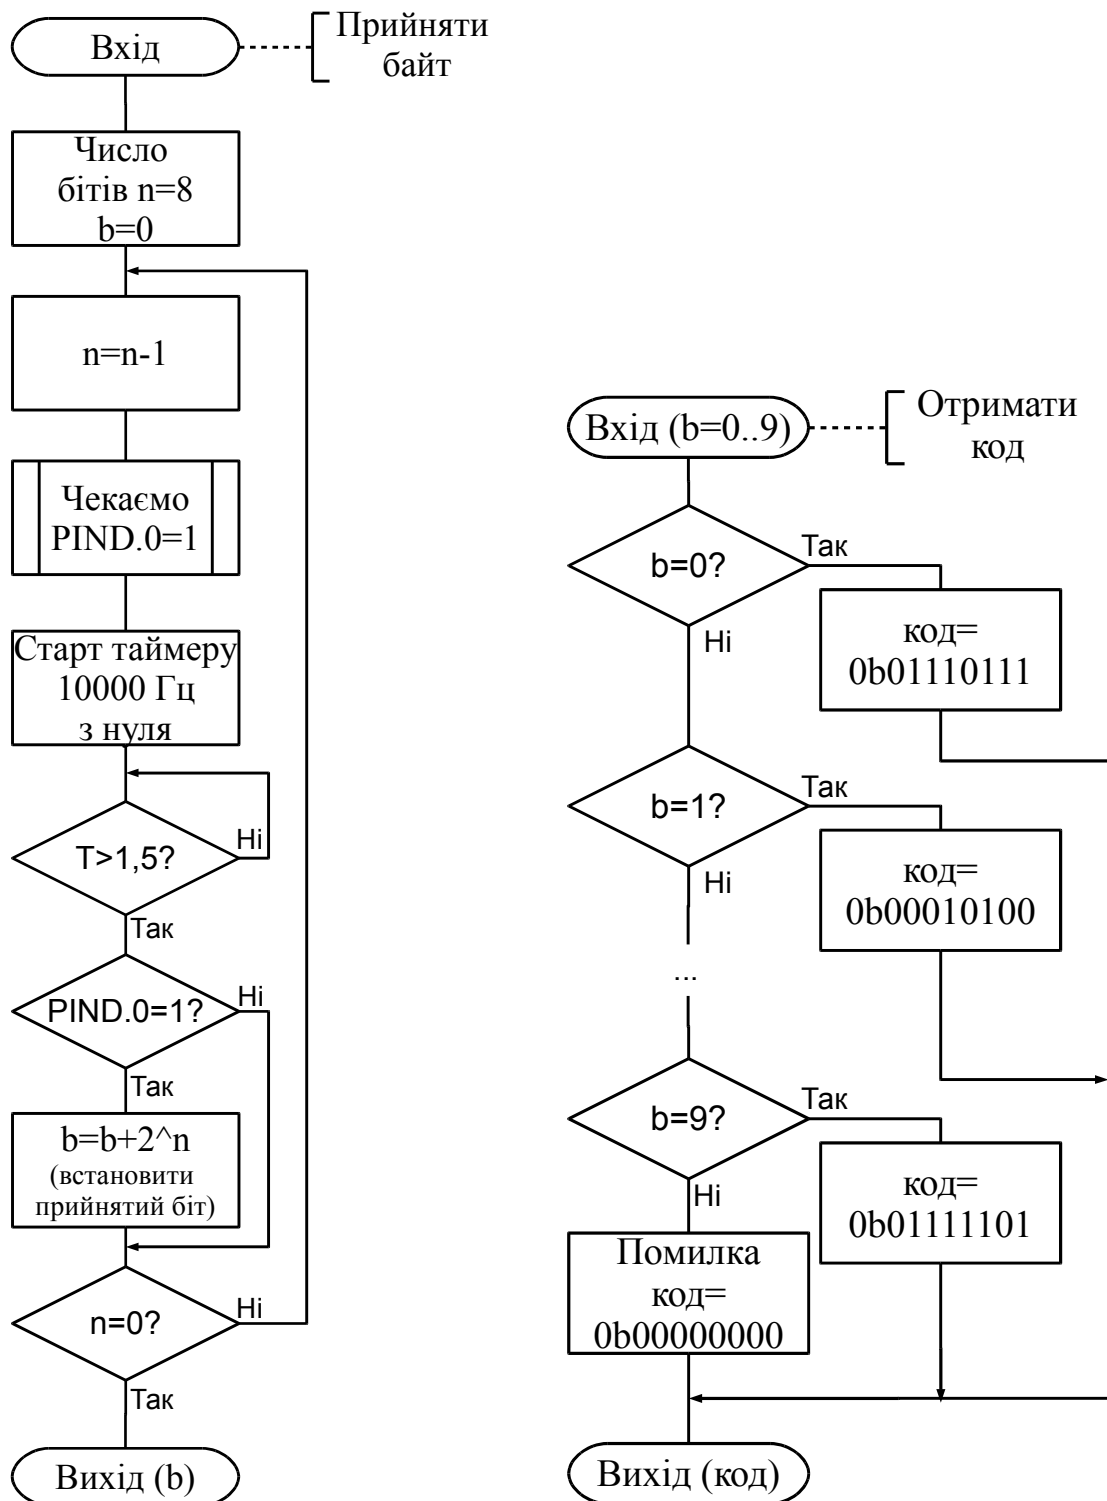 Вхід
Прийняти
байт
Число
бітів n=8
b=0
n=n-1
Чекаємо
PIND.0=1
Старт таймеру
10000 Гц
з нуля
T>1,5?
Ні
Так
PIND.0=1?
Ні
Так
b=b+2^n
(встановити
прийнятий біт)
n=0?
Ні
Так
Вихід (b)
Вхід (b=0..9)
Отримати
код
b=0?
Так
Ні
код=
0b01110111
b=1?
Так
Ні
код=
0b00010100
...
b=9?
Так
Ні
код=
0b01111101
Помилка
код=
0b00000000
Вихід (код)